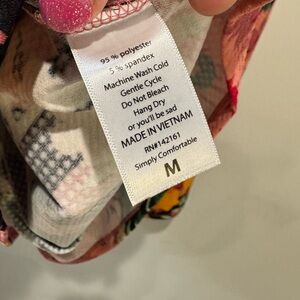 95 % polyester
5 % spandex
Machine Wash Cold
Gentle Cycle
Do Not Bleach
Hang Dry
or you'll be sad
MADE IN VIETNAM
RN#142161
Simply Comfortable
M